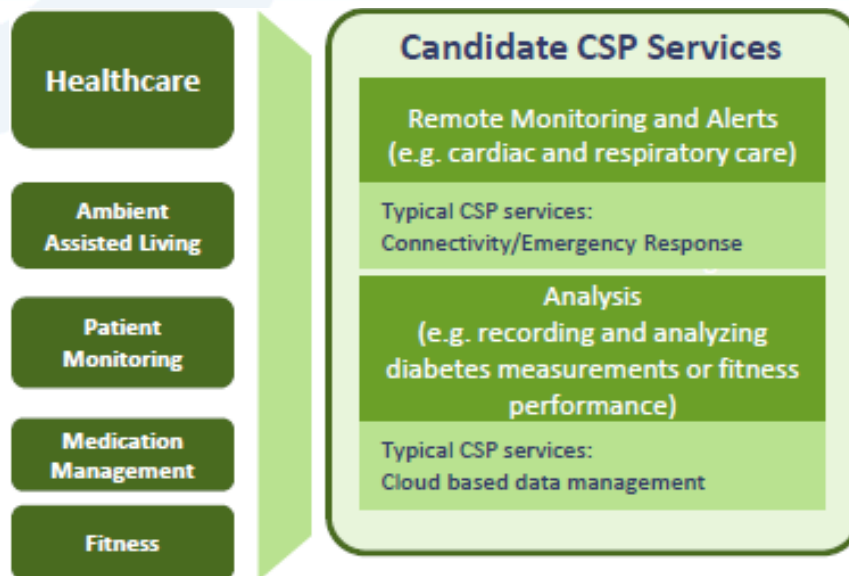 Healthcare
Ambient
Assisted Living
Patient
Monitoring
Medication
Management
Fitness
Candidate CSP Services
Remote Monitoring and Alerts
(e.g. cardiac and respiratory care)
Typical CSP services:
Connectivity/Emergency Response
Analysis
(e.g. recording and analyzing
diabetes measurements or fitness
performance)
Typical CSP services:
Cloud based data management